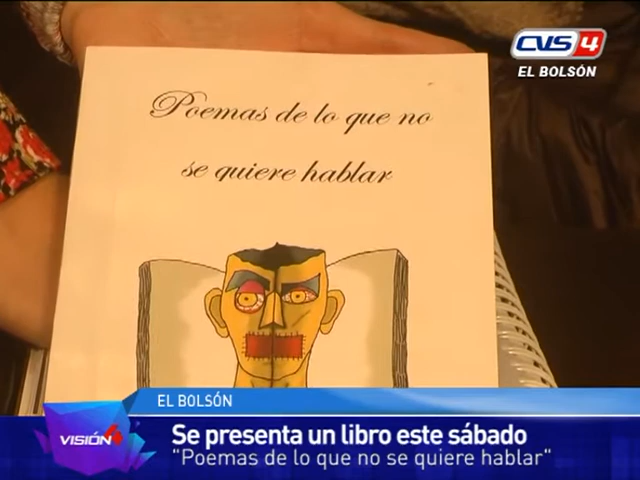 CVS4
EL BOLSÓN
Poemas de lo que no
se quiere hablar
EL BOLSÓN
VISIÓN4
Se presenta un libro este sábado
"Poemas de lo que no se quiere hablar"